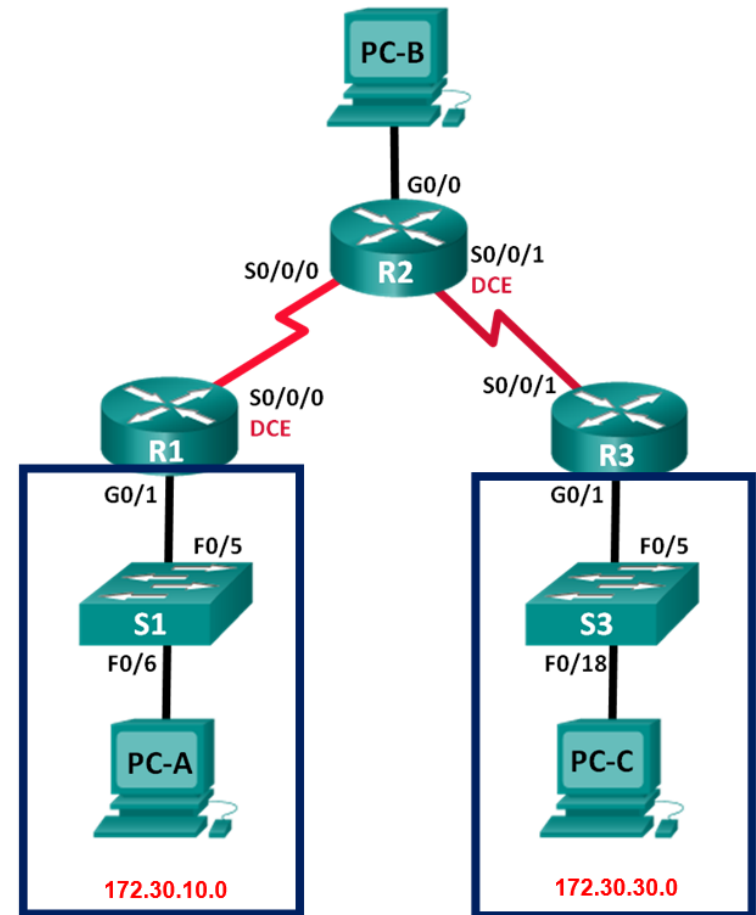 PC-B
G0/0
R2
S0/0/0
S0/0/1
DCE
S0/0/0
DCE
S0/0/1
R1
R3
G0/1
G0/1
F0/5
F0/5
S1
S3
F0/6
F0/18
PC-A
PC-C
172.30.10.0
172.30.30.0